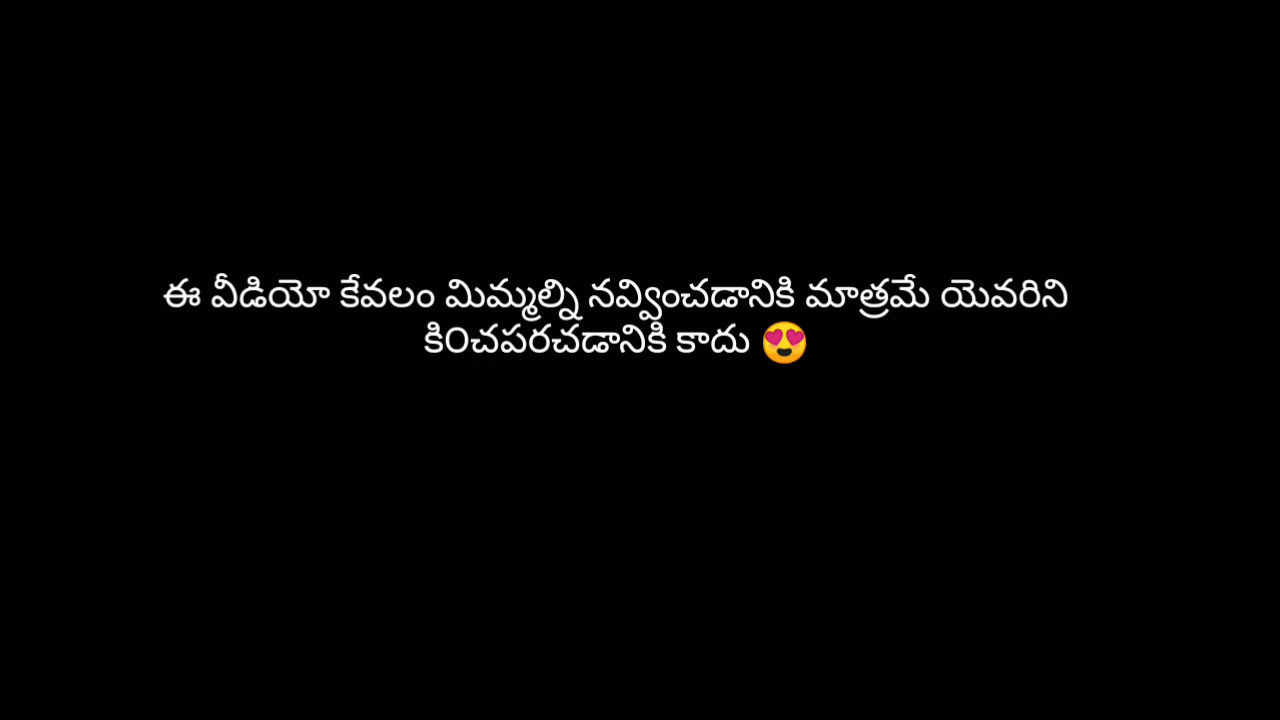 ఈ వీడియో కేవలం మిమ్మల్ని నవ్వించడానికి మాత్రమే యెవరిని
కించపరచడానికి కాదు 😍